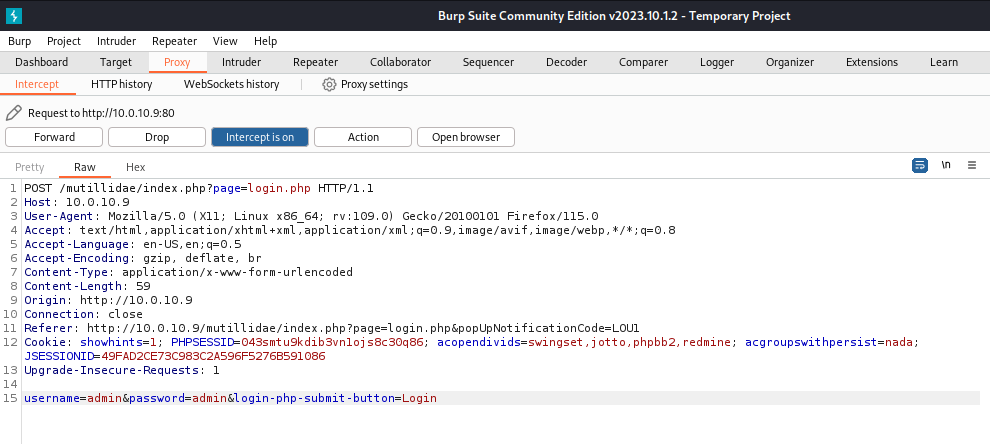 Burp Suite Community Edition v2023.10.1.2 - Temporary Project
Burp Project Intruder Repeater View Help
Dashboard Target Proxy Intruder Repeater Collaborator Sequencer Decoder Comparer Logger Organizer Extensions Learn
Intercept HTTP history WebSockets history Proxy settings
Request to http://10.0.10.9:80
Forward Drop Intercept is on Action Open browser
Pretty Raw Hex \n
1 POST /mutillidae/index.php?page=login.php HTTP/1.1
2 Host: 10.0.10.9
3 User-Agent: Mozilla/5.0 (X11; Linux x86_64; rv:109.0) Gecko/20100101 Firefox/115.0
4 Accept: text/html,application/xhtml+xml,application/xml;q=0.9,image/avif,image/webp,*/*;q=0.8
5 Accept-Language: en-US,en;q=0.5
6 Accept-Encoding: gzip, deflate, br
7 Content-Type: application/x-www-form-urlencoded
8 Content-Length: 59
9 Origin: http://10.0.10.9
10 Connection: close
11 Referer: http://10.0.10.9/mutillidae/index.php?page=login.php&popUpNotificationCode=LOU1
12 Cookie: showhints=1; PHPSESSID=043smtu9kdib3vn1ojs8c30q86; acopendivids=swingset,jotto,phpbb2,redmine; acgroupswithpersist=nada;
JSESSIONID=49FAD2CE73C983C2A596F5276B591086
13 Upgrade-Insecure-Requests: 1
14
15 username=admin&password=admin&login-php-submit-button=Login